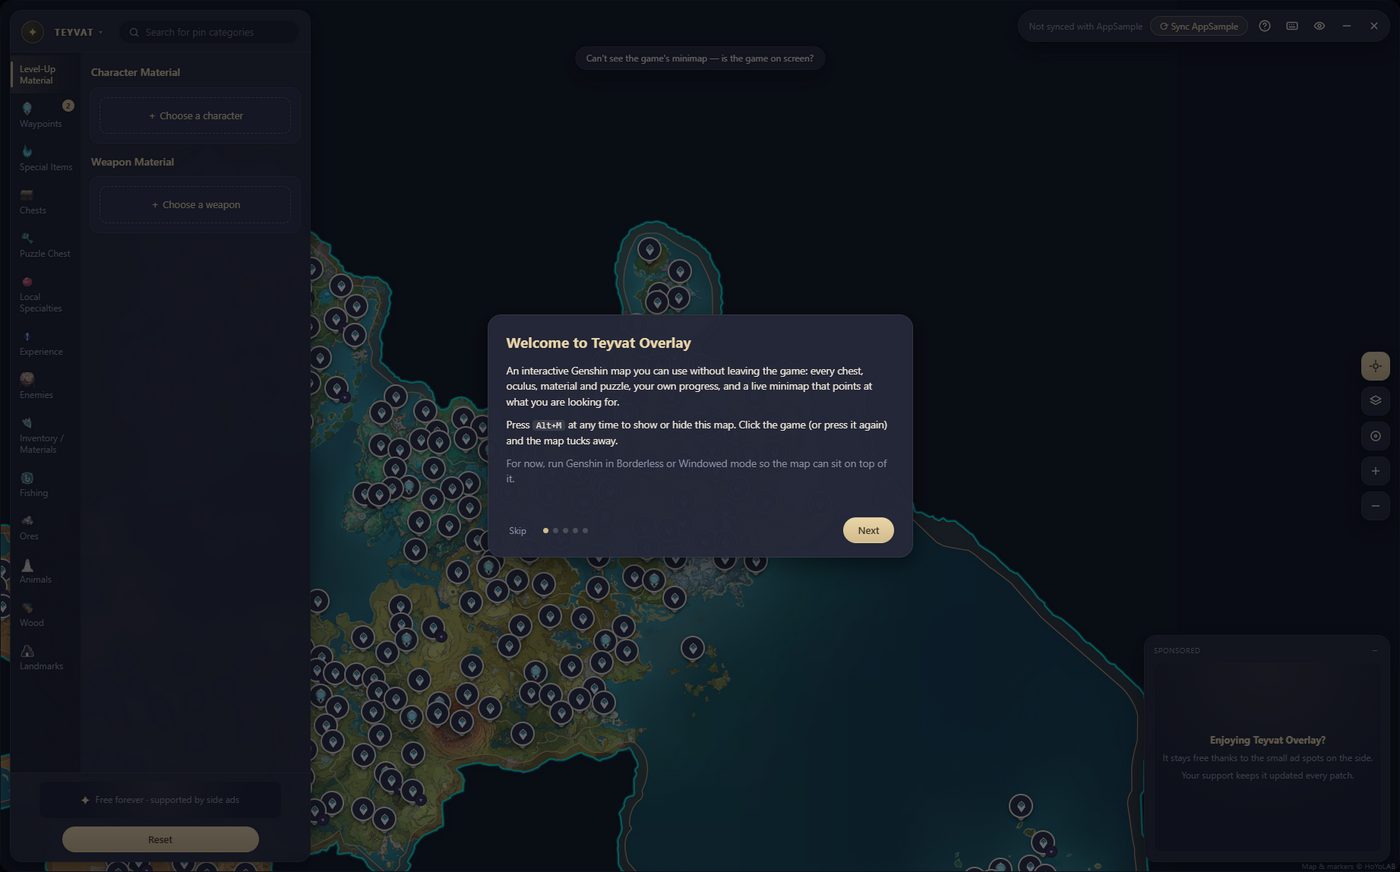 TEYVAT
Search for pin categories
Not synced with AppSample
Sync AppSample
Can't see the game's minimap — is the game on screen?
Level-Up
Material
2
Waypoints
Special Items
Chests
Puzzle Chest
Local
Specialties
Experience
Enemies
Inventory /
Materials
Fishing
Ores
Animals
Wood
Landmarks
Character Material
+ Choose a character
Weapon Material
+ Choose a weapon
Free forever · supported by side ads
Reset
Welcome to Teyvat Overlay
An interactive Genshin map you can use without leaving the game: every chest,
oculus, material and puzzle, your own progress, and a live minimap that points at
what you are looking for.
Press Alt+M at any time to show or hide this map. Click the game (or press it again)
and the map tucks away.
For now, run Genshin in Borderless or Windowed mode so the map can sit on top of
it.
Skip
Next
SPONSORED
Enjoying Teyvat Overlay?
It stays free thanks to the small ad spots on the side.
Your support keeps it updated every patch.
Map & markers © HoYoLAB